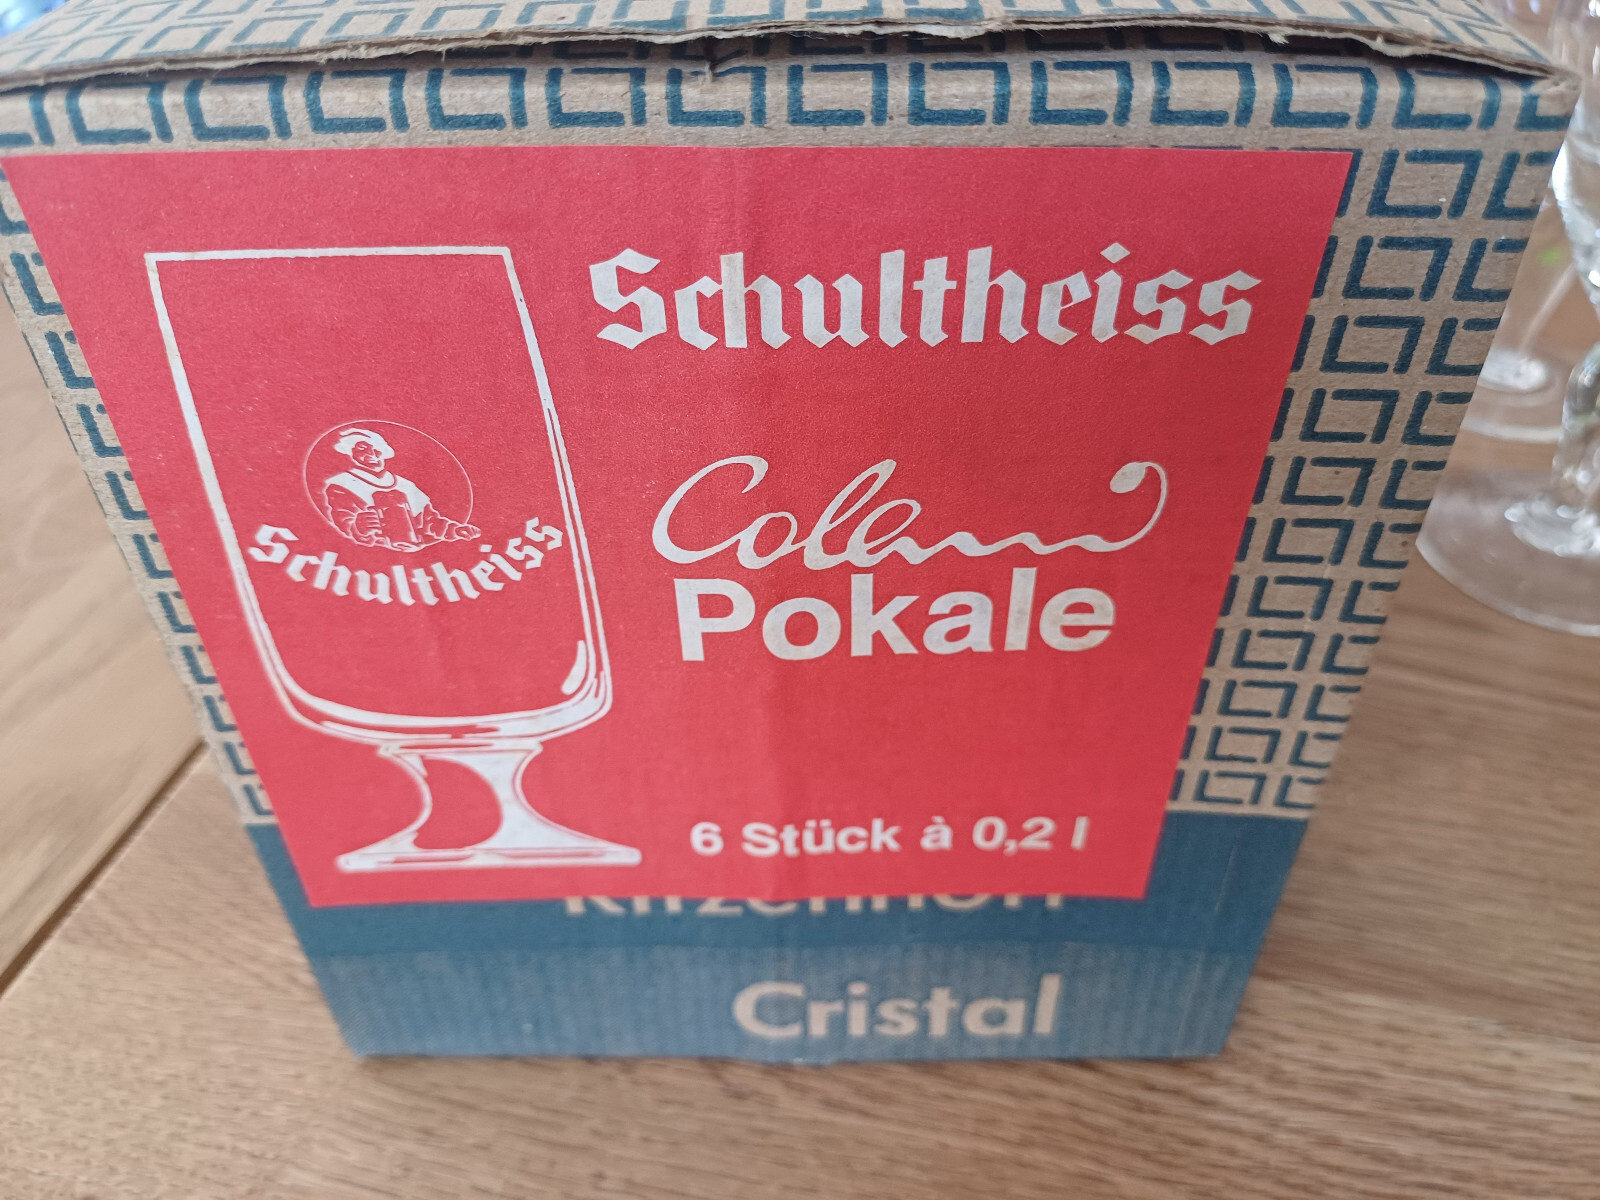 Schultheiss
Colani
Pokale
Schultheiss
6 Stück à 0,2 l
Cristal